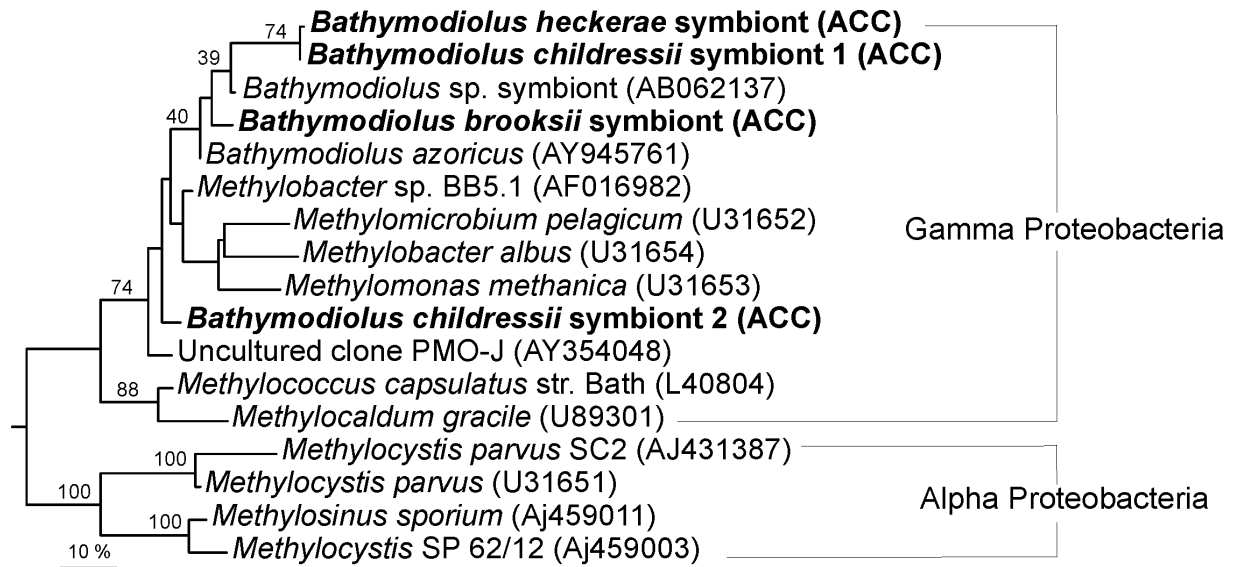 74
Bathymodiolus heckerae symbiont (ACC)
Bathymodiolus childressii symbiont 1 (ACC)
39
Bathymodiolus sp. symbiont (AB062137)
Bathymodiolus brooksii symbiont (ACC)
40
Bathymodiolus azoricus (AY945761)
Methylobacter sp. BB5.1 (AF016982)
Methylomicrobium pelagicum (U31652)
Gamma Proteobacteria
Methylobacter albus (U31654)
Methylomonas methanica (U31653)
74
Bathymodiolus childressii symbiont 2 (ACC)
Uncultured clone PMO-J (AY354048)
88
Methylococcus capsulatus str. Bath (L40804)
Methylocaldum gracile (U89301)
Methylocystis parvus SC2 (AJ431387)
100
Methylocystis parvus (U31651)
100
Alpha Proteobacteria
Methylosinus sporium (Aj459011)
100
Methylocystis SP 62/12 (Aj459003)
10 %